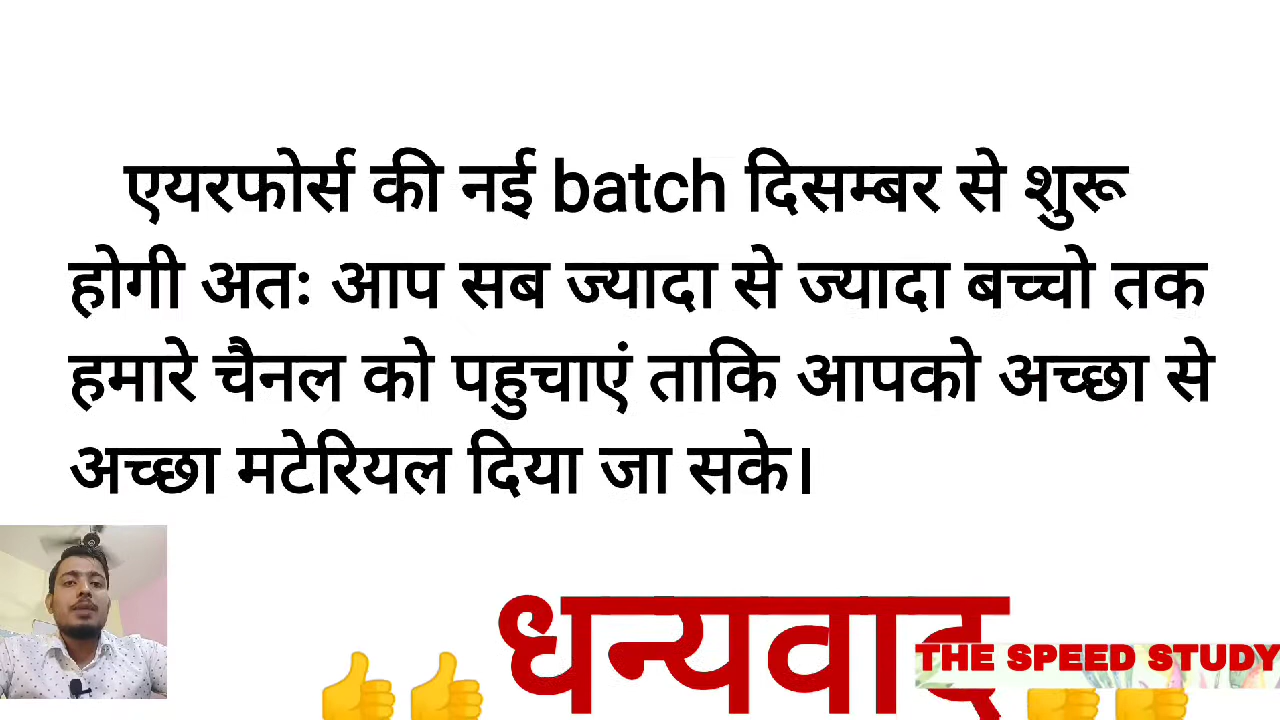 एयरफोर्स की नई batch दिसम्बर से शुरू
होगी अतः आप सब ज्यादा से ज्यादा बच्चो तक
हमारे चैनल को पहुचाएं ताकि आपको अच्छा से
अच्छा मटेरियल दिया जा सके।
धन्यवाद
THE SPEED STUDY